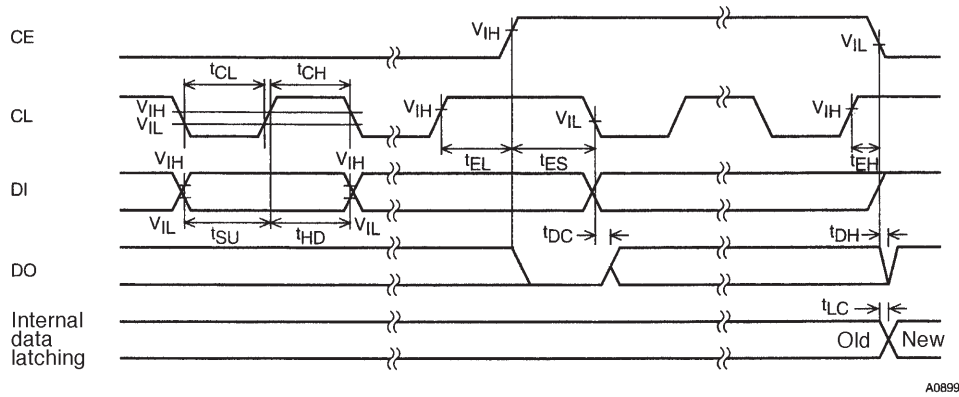 CE
VIH
VIL
tCL
tCH
CL
VIH
VIL
VIH
VIL
VIH
tEL
tES
tEH
DI
VIH
VIH
VIL
tSU
tHD
VIL
tDC
tDH
DO
tLC
Internal
data
latching
Old
New
A0899